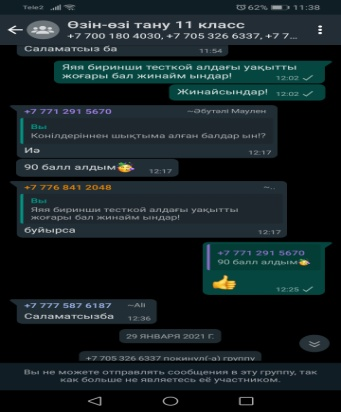 Tele2 62% 11:38
Өзін-өзі тану 11 класс
+7 700 180 4030, +7 705 326 6337, +7 7...
Саламатсыз ба 11:54
Яяя биринши тесткой алдағы уақытты
жоғары бал жинайм ындар! 12:02
Жинайсындар! 12:02
+7 771 291 5670 ~Әбуталі Маулен
Вы
Конілдеріннен шықтыма алған балдар ын!?
Иә 12:17
90 балл алдым 12:17
+7 776 841 2048 ~..
Вы
Яяя биринши тесткой алдағы уақытты
жоғары бал жинайм ындар!
буйырса 12:17
+7 771 291 5670
90 балл алдым
12:25
+7 777 587 6187 ~Ali
Саламатсызба 12:36
29 ЯНВАРЯ 2021 Г.
+7 705 326 6337 покинул(-а) группу
Вы не можете отправлять сообщения в эту группу, так
как больше не являетесь её участником.